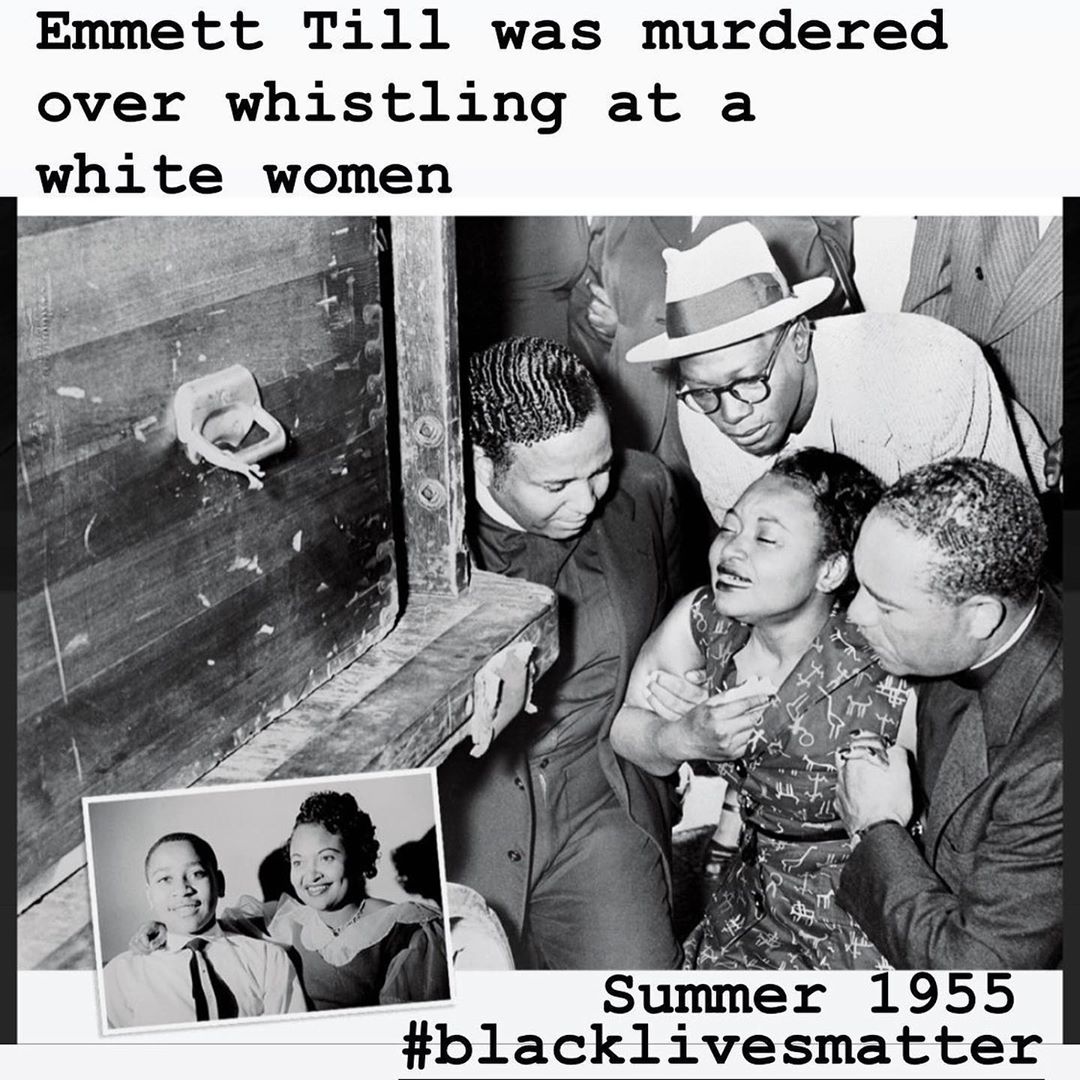 Emmett Till was murdered
over whistling at a
white women
Summer 1955
#blacklivesmatter